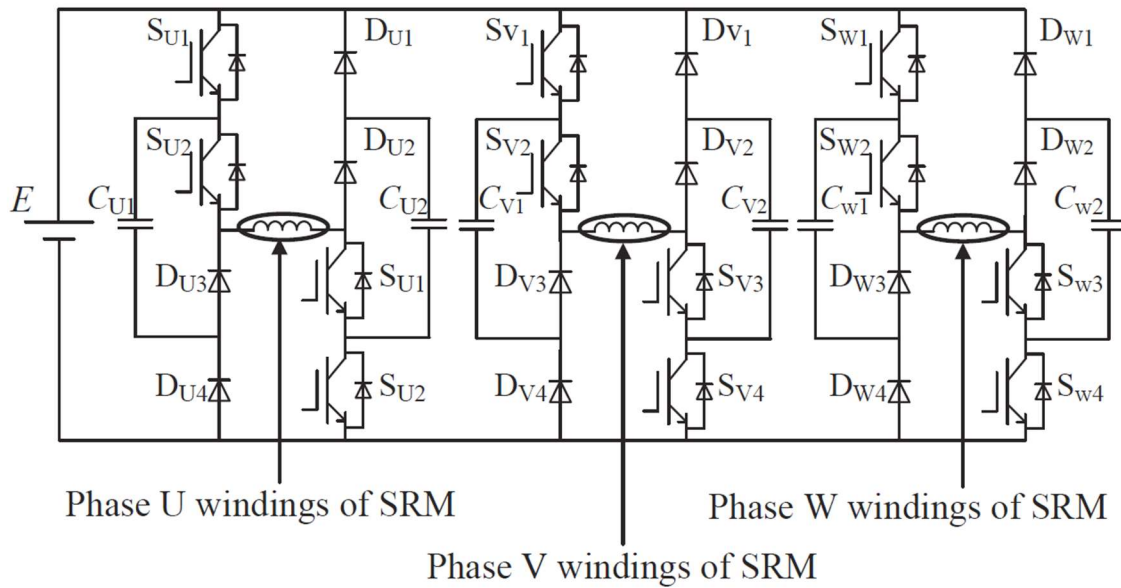 SU1
DU1
Sv1
Dv1
SW1
DW1
SU2
DU2
SV2
DV2
SW2
DW2
E
CU1
CU2
CV1
CV2
Cw1
Cw2
DU3
SU1
DV3
SV3
DW3
Sw3
DU4
SU2
DV4
SV4
DW4
Sw4
Phase U windings of SRM
Phase W windings of SRM
Phase V windings of SRM